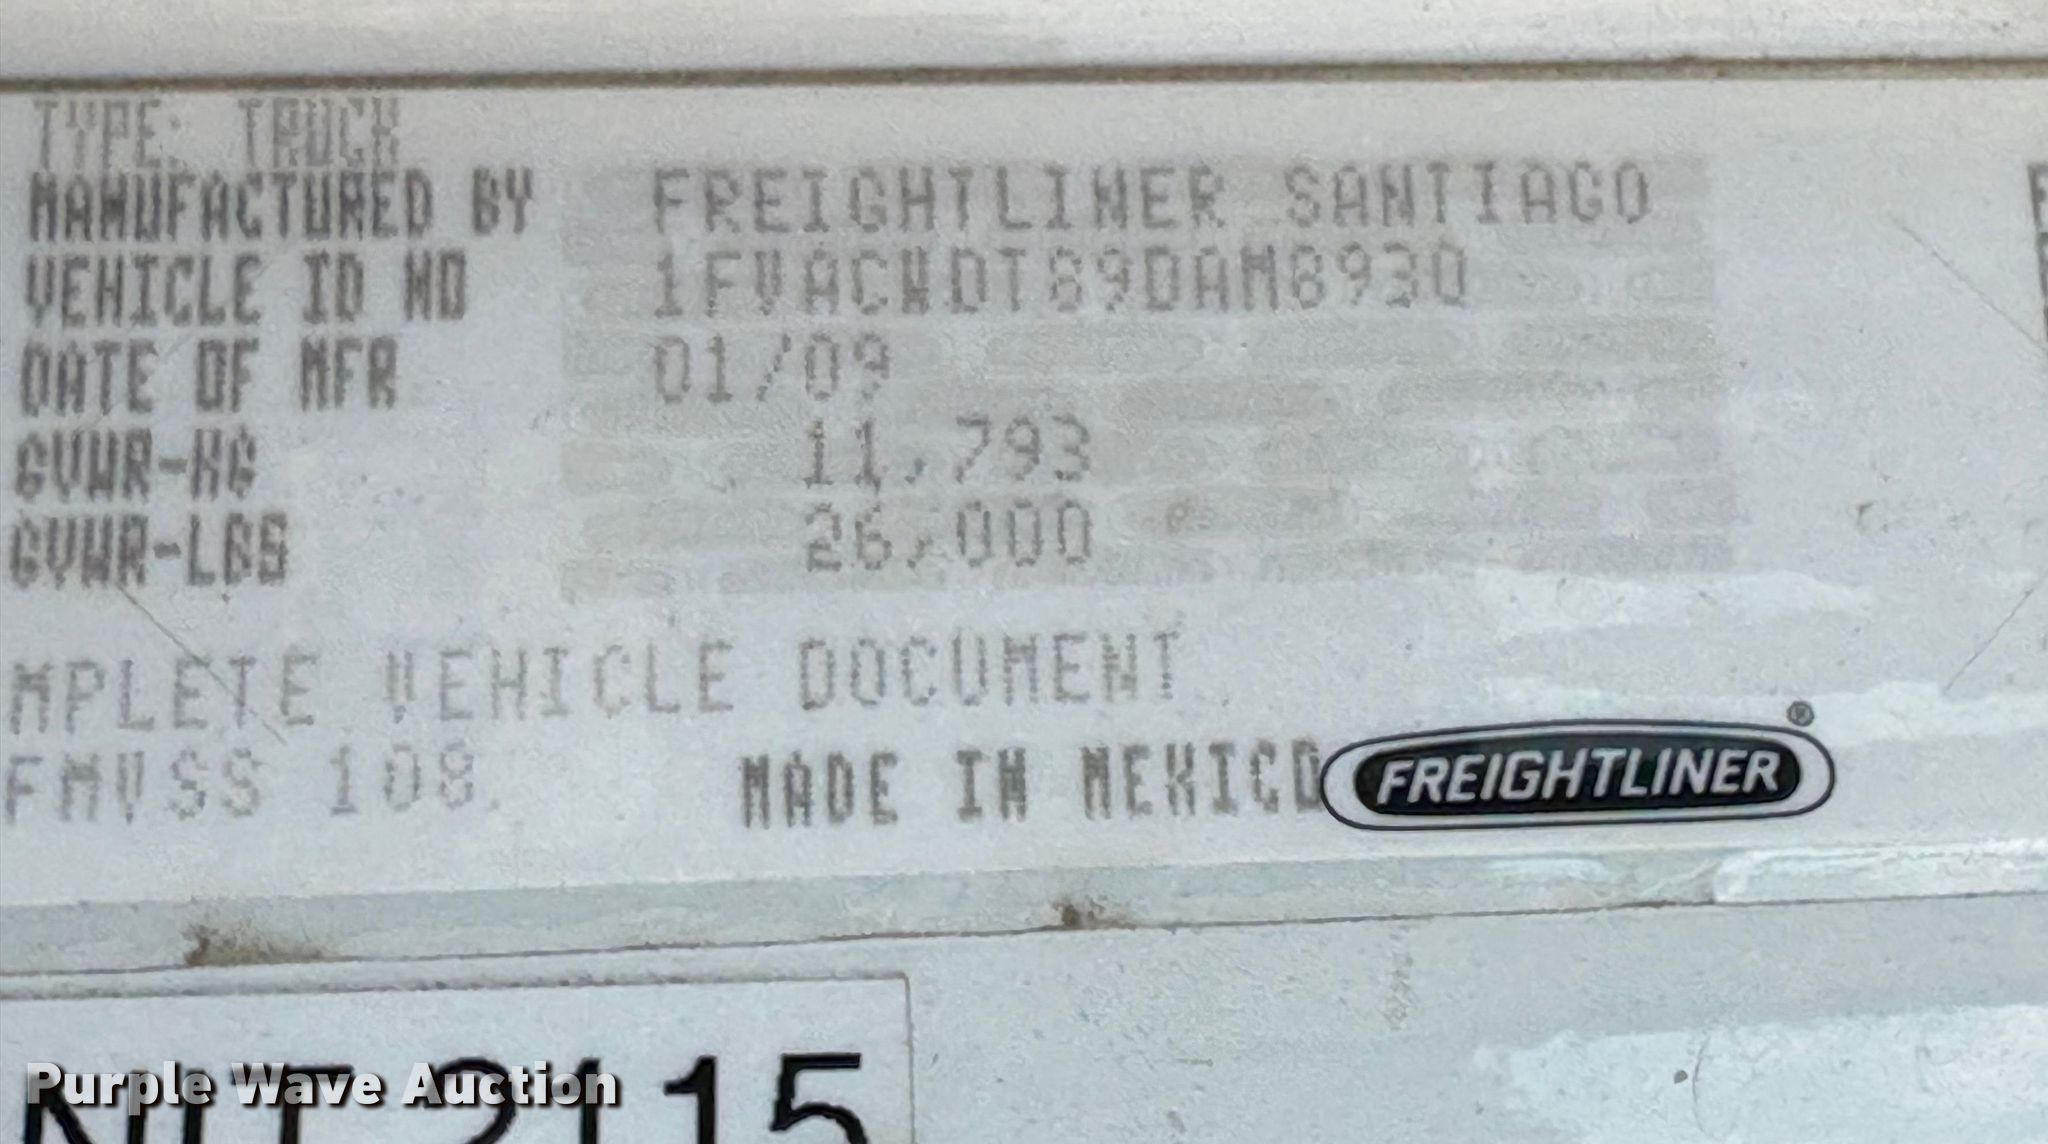 TYPE: TRUCK
MANUFACTURED BY FREIGHTLINER SANTIAGO
VEHICLE ID NO 1FVACWDT89DAM8930
DATE OF MFR 01/09
GVWR-KG 11,793
GVWR-LBS 26,000
MPLETE VEHICLE DOCUMENT
FMVSS 108.
MADE IN MEXICO FREIGHTLINER®
2115
Purple Wave Auction